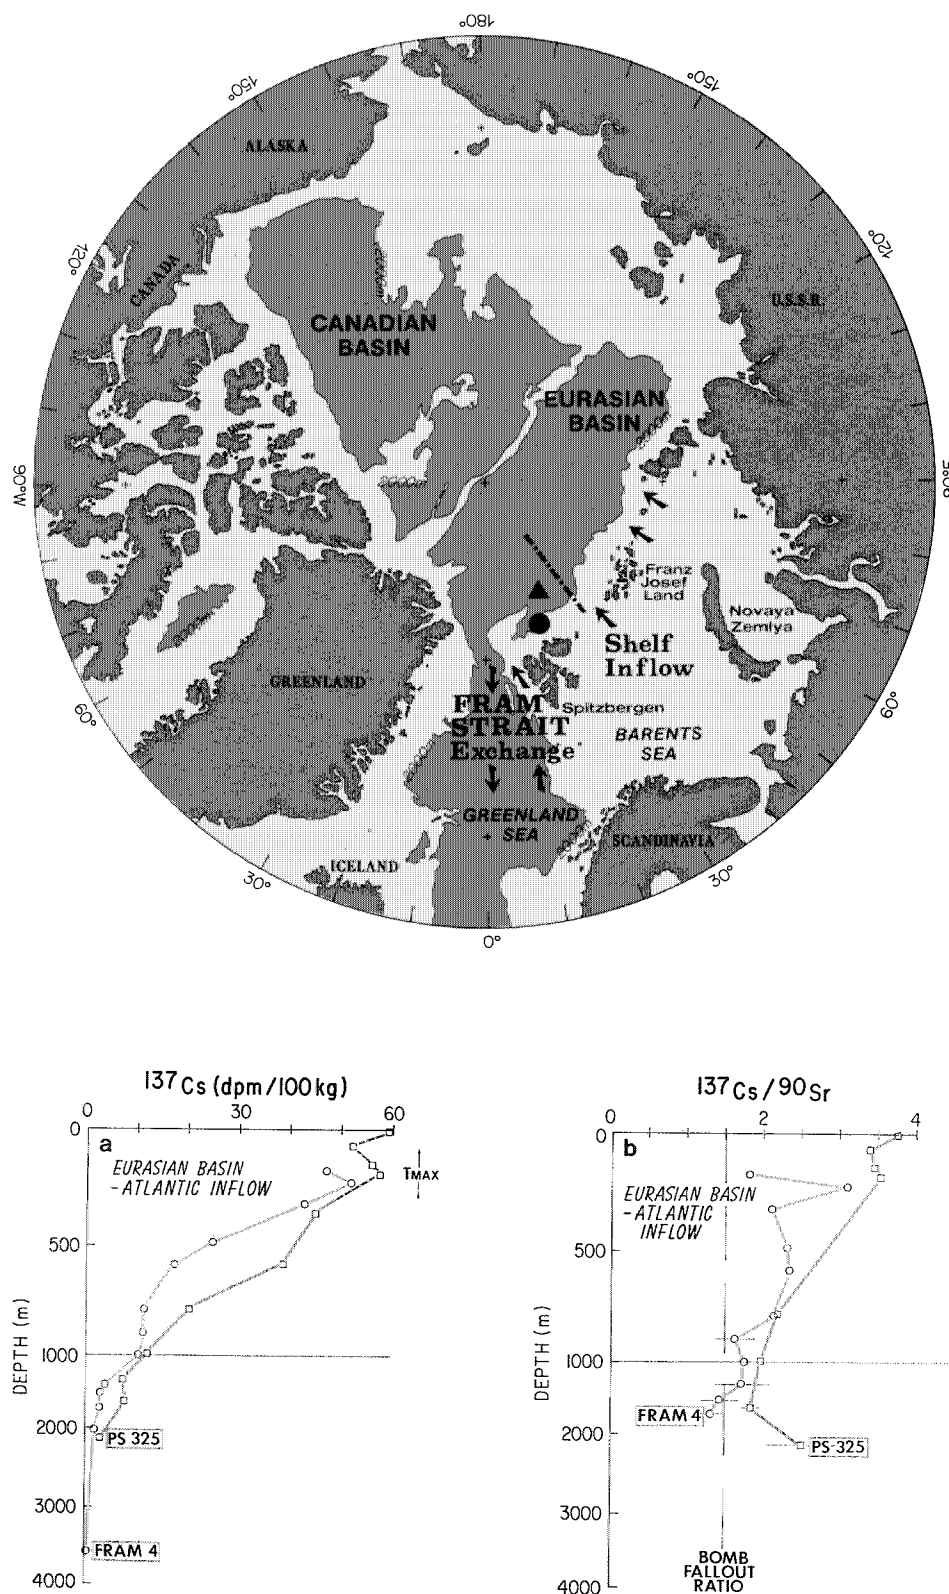 180°
150°
150°
ALASKA
120°
120°
CANADA
U.S.S.R.
CANADIAN
BASIN
EURASIAN
BASIN
90°W
90°E
Franz
Josef
Land
Novaya
Zemlya
Shelf
Inflow
GREENLAND
60°
60°
FRAM
STRAIT
Exchange
Spitzbergen
BARENTS
SEA
GREENLAND
SEA
SCANDINAVIA
ICELAND
30°
30°
0°
137Cs (dpm/100kg)
0 30 60
0
a
EURASIAN BASIN
-ATLANTIC INFLOW
TMAX
500
1000
DEPTH (m)
2000
PS 325
3000
FRAM 4
4000
137Cs/90Sr
0 2 4
0
b
EURASIAN BASIN
-ATLANTIC
INFLOW
500
1000
DEPTH (m)
FRAM 4
2000
PS-325
3000
BOMB
FALLOUT
RATIO
4000